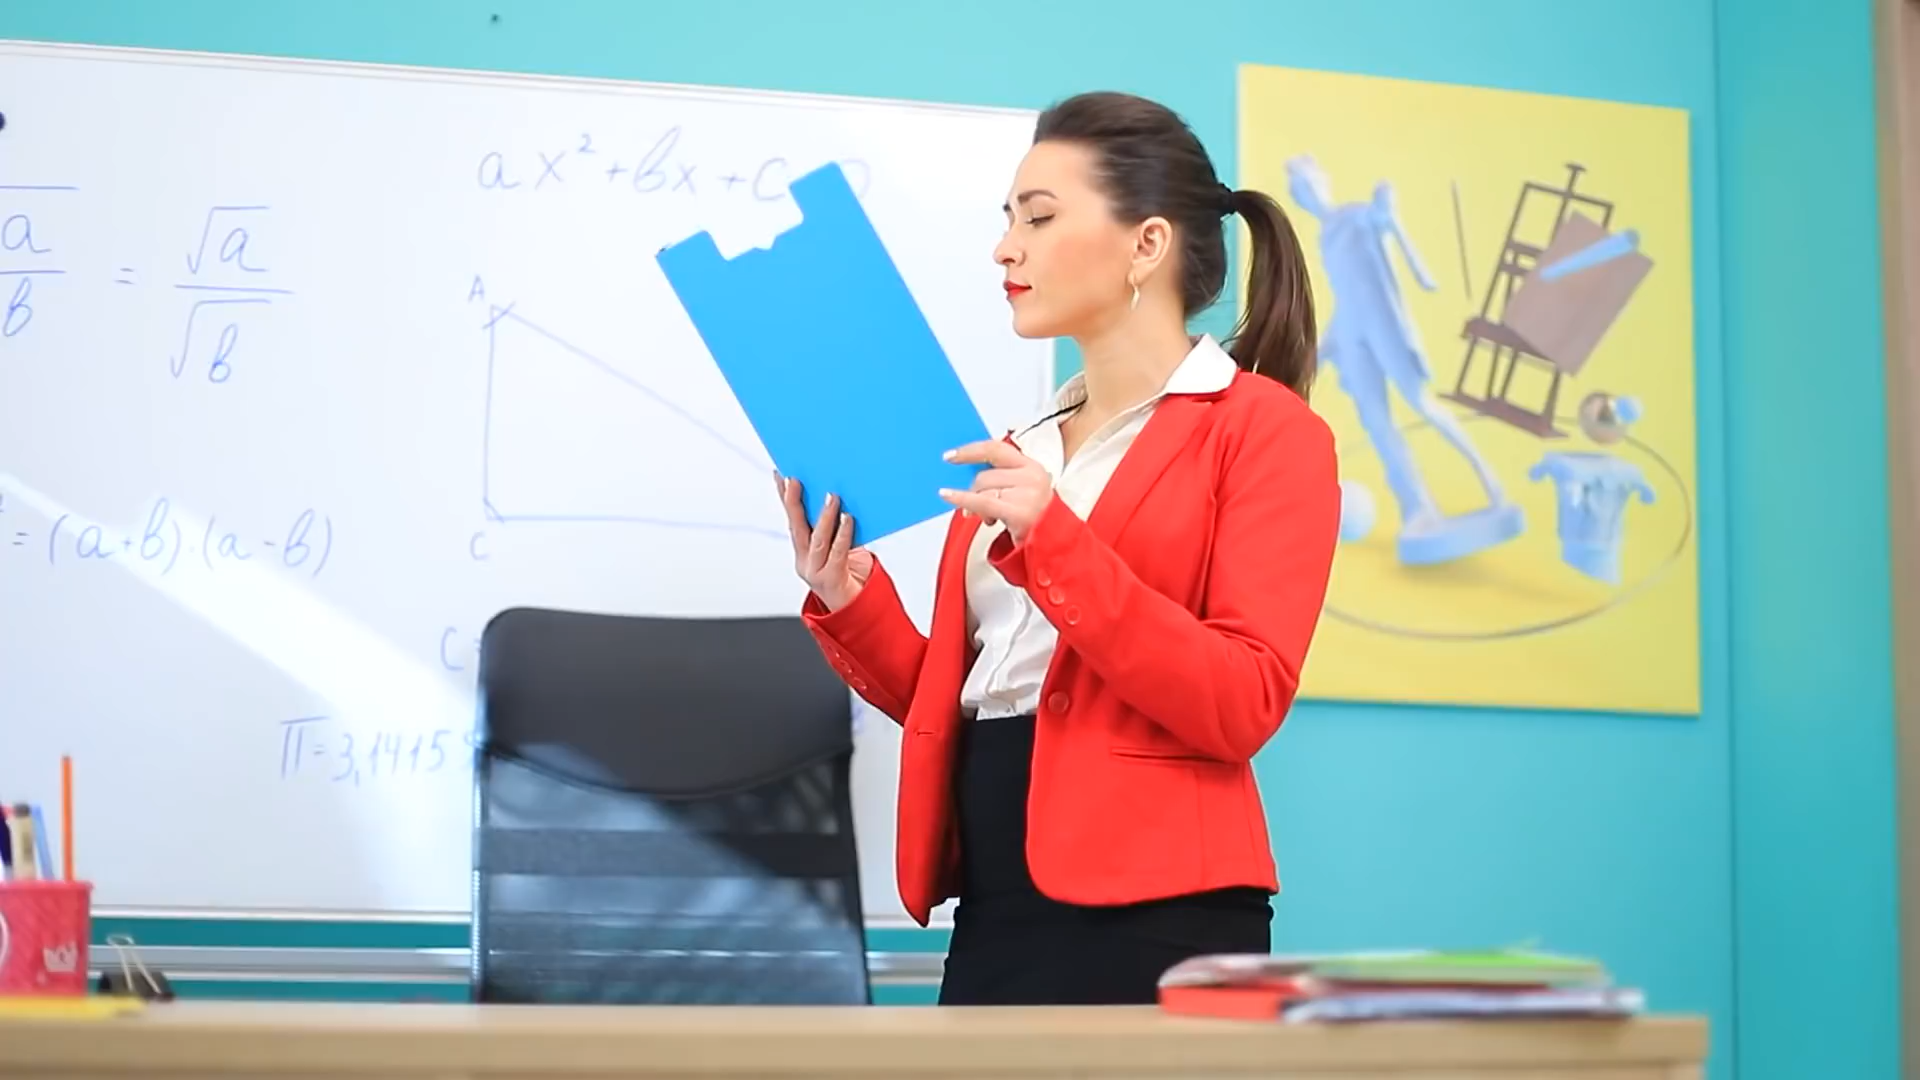 ax²+bx+c
a
b
=
√a
√b
A
= (a+b)·(a-b)
C
C
П=3,1415